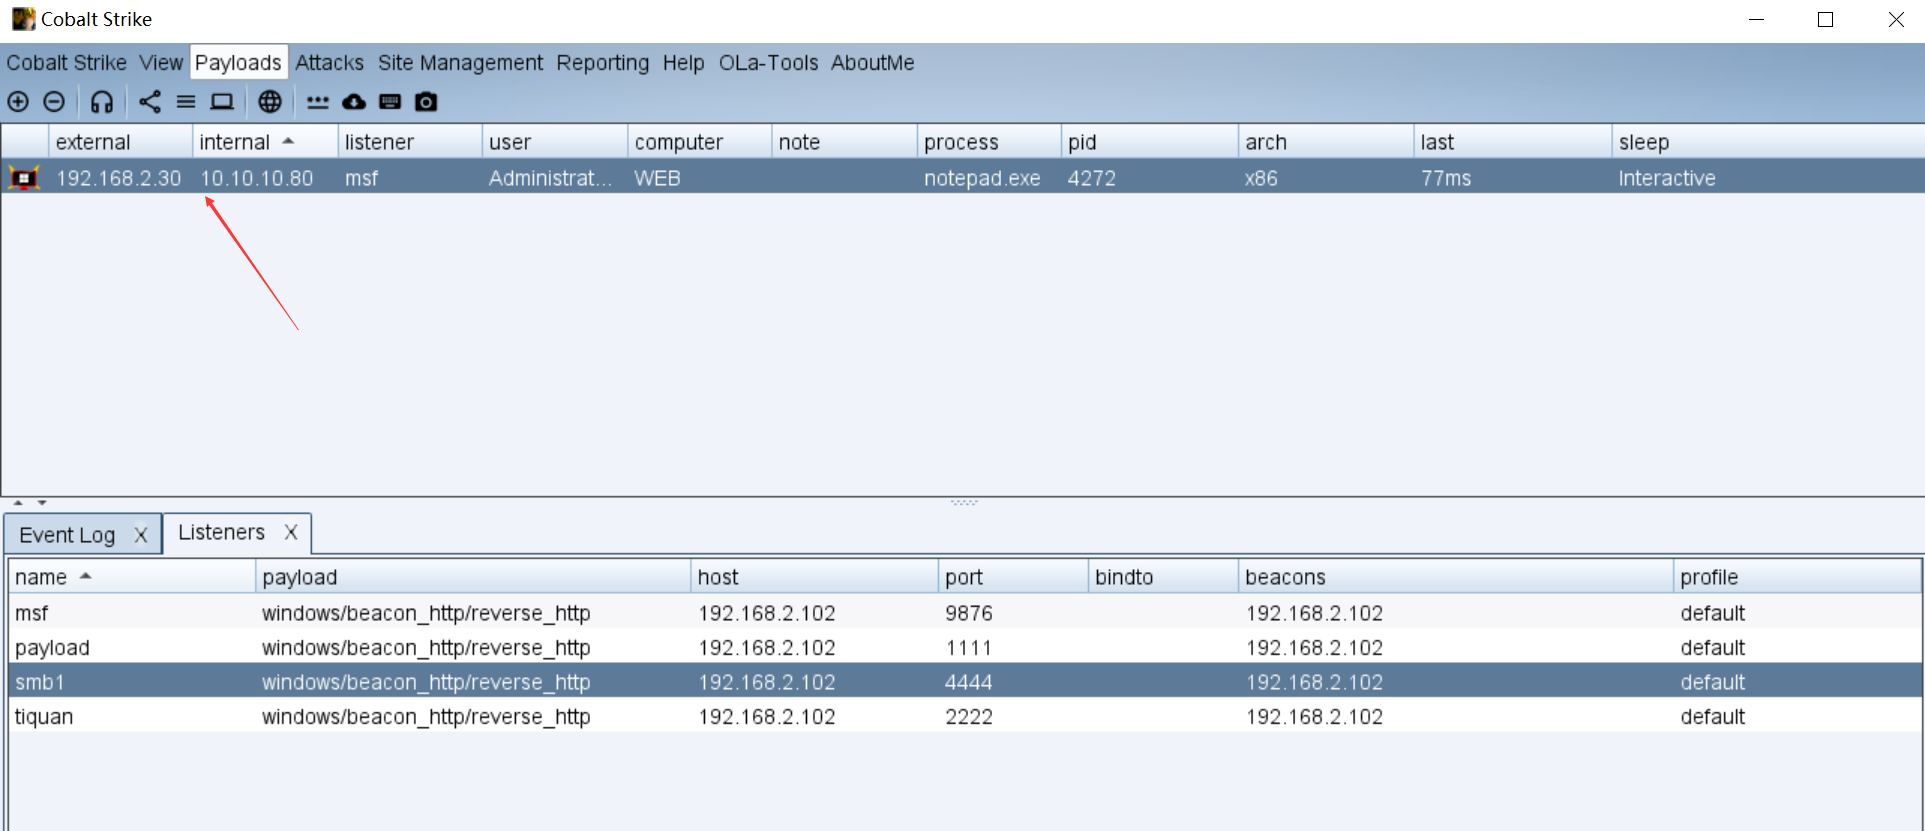 Cobalt Strike
Cobalt Strike View Payloads Attacks Site Management Reporting Help OLa-Tools AboutMe
external internal listener user computer note process pid arch last sleep
192.168.2.30 10.10.10.80 msf Administrat... WEB notepad.exe 4272 x86 77ms Interactive
Event Log X Listeners X
name payload host port bindto beacons profile
msf windows/beacon_http/reverse_http 192.168.2.102 9876 192.168.2.102 default
payload windows/beacon_http/reverse_http 192.168.2.102 1111 192.168.2.102 default
smb1 windows/beacon_http/reverse_http 192.168.2.102 4444 192.168.2.102 default
tiquan windows/beacon_http/reverse_http 192.168.2.102 2222 192.168.2.102 default